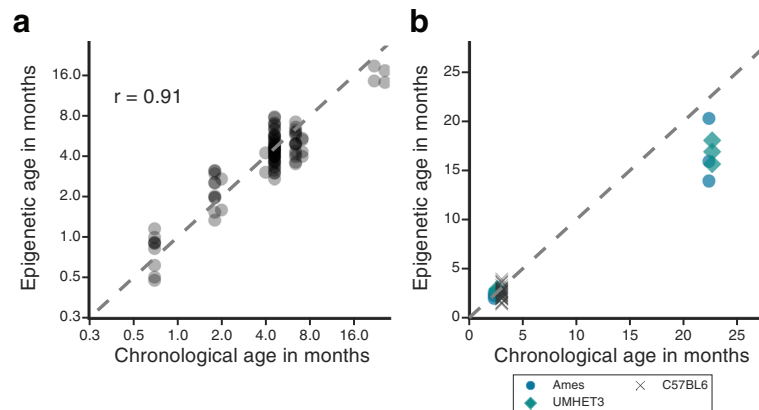 a
Epigenetic age in months
16.0
8.0
4.0
2.0
1.0
0.5
0.3
r = 0.91
0.3 0.5 1.0 2.0 4.0 8.0 16.0
Chronological age in months
b
Epigenetic age in months
25
20
15
10
5
0
0 5 10 15 20 25
Chronological age in months
Ames C57BL6
UMHET3